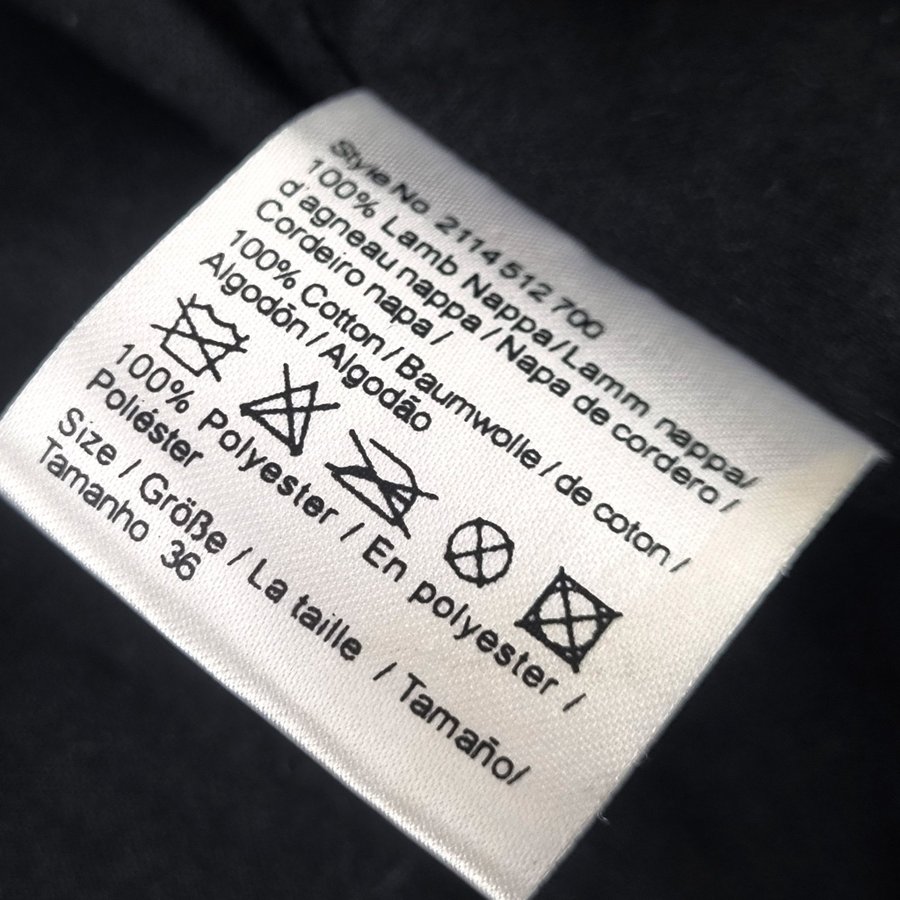 Style No. 2114 512 700
100% Lamb Nappa/Lamm nappa/
d'agneau nappa / Napa de cordero /
Cordeiro napa /
100% Cotton / Baumwolle / de coton /
Algodón / Algodão
100% Polyester / En polyester /
Poliéster
Size / Größe / La taille / Tamaño/
Tamanho 36